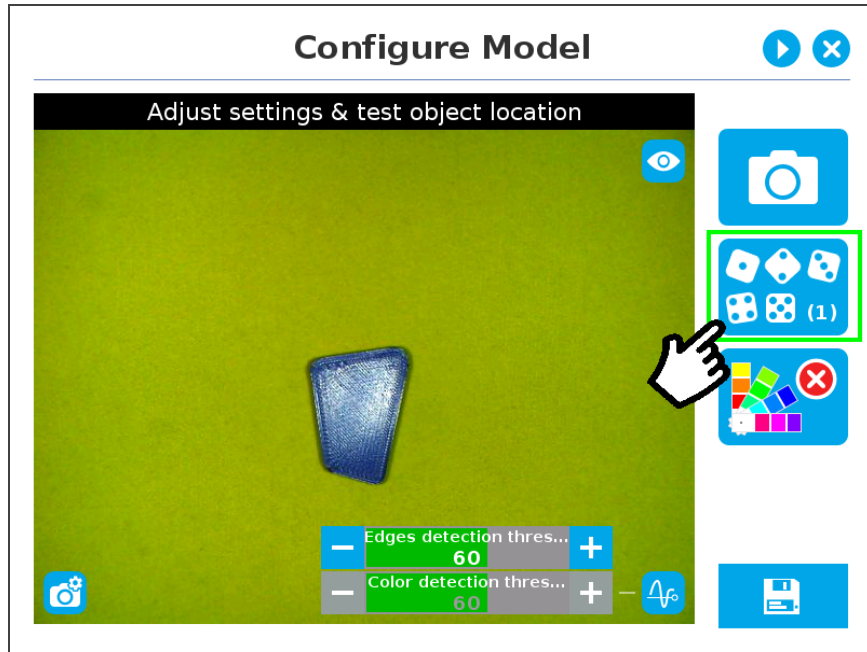 Configure Model
Adjust settings & test object location
(1)
Edges detection thres...
60
Color detection thres...
60